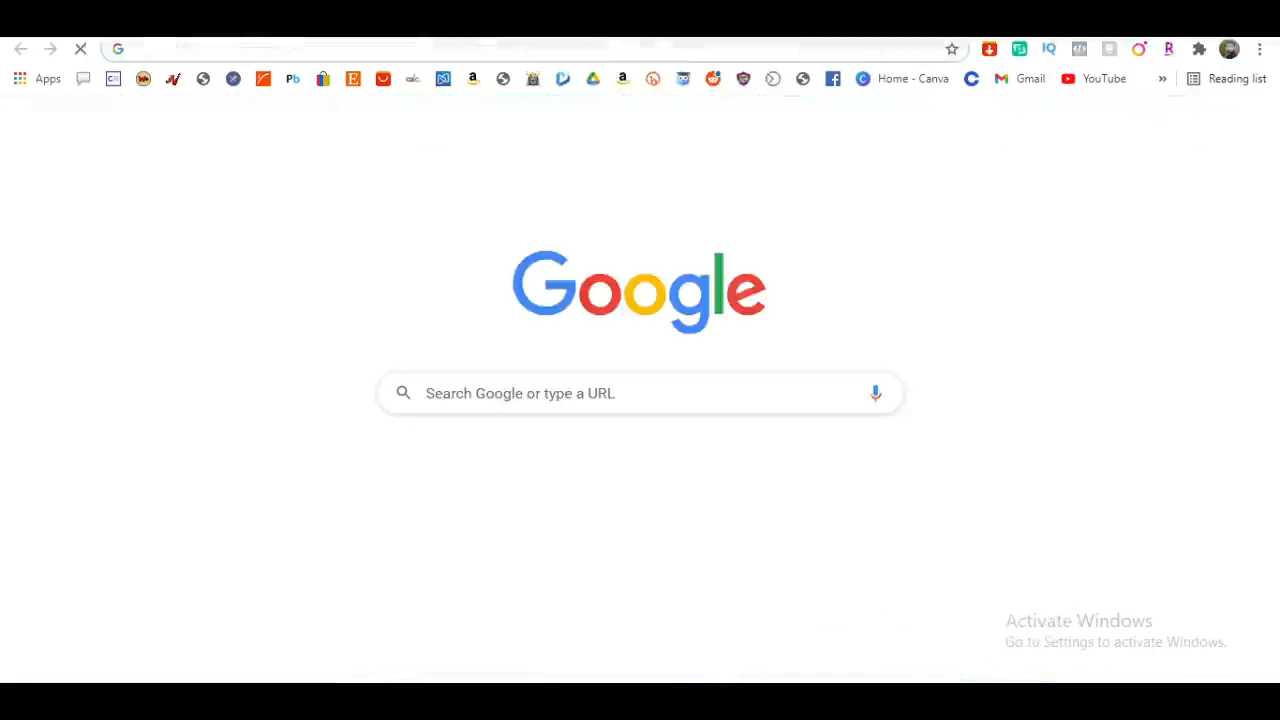 IQ
R
Apps
Pb
E
a
a
Home - Canva
Gmail
YouTube
»
Reading list
Google
Search Google or type a URL
Activate Windows
Go to Settings to activate Windows.